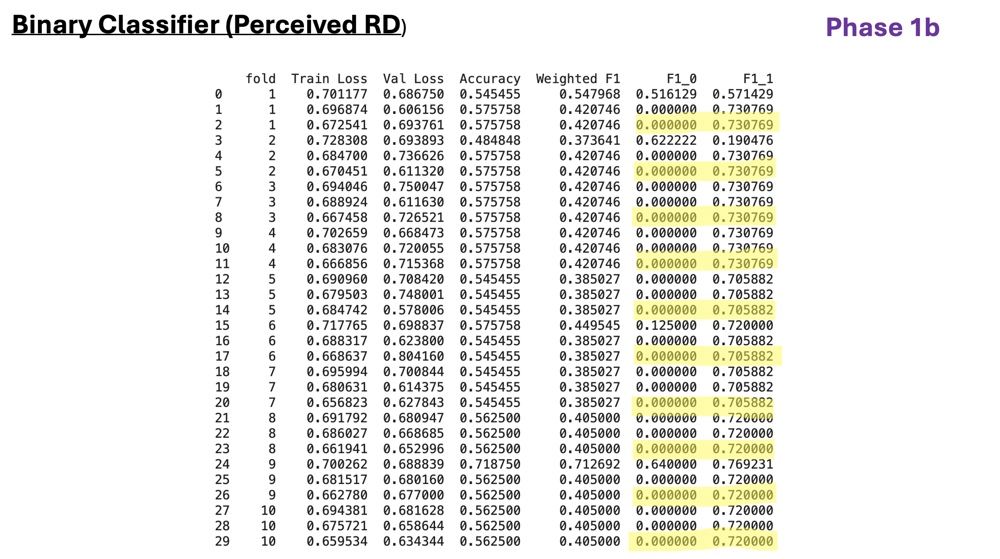 Binary Classifier (Perceived RD)
Phase 1b
fold Train Loss Val Loss Accuracy Weighted F1 F1_0 F1_1
0 1 0.701177 0.686750 0.545455 0.547968 0.516129 0.571429
1 1 0.696874 0.606156 0.575758 0.420746 0.000000 0.730769
2 1 0.672541 0.693761 0.575758 0.420746 0.000000 0.730769
3 2 0.728308 0.693893 0.484848 0.373641 0.622222 0.190476
4 2 0.684700 0.736626 0.575758 0.420746 0.000000 0.730769
5 2 0.670451 0.611320 0.575758 0.420746 0.000000 0.730769
6 3 0.694046 0.750047 0.575758 0.420746 0.000000 0.730769
7 3 0.688924 0.611630 0.575758 0.420746 0.000000 0.730769
8 3 0.667458 0.726521 0.575758 0.420746 0.000000 0.730769
9 4 0.702659 0.668473 0.575758 0.420746 0.000000 0.730769
10 4 0.683076 0.720055 0.575758 0.420746 0.000000 0.730769
11 4 0.666856 0.715368 0.575758 0.420746 0.000000 0.730769
12 5 0.690960 0.708420 0.545455 0.385027 0.000000 0.705882
13 5 0.679503 0.748001 0.545455 0.385027 0.000000 0.705882
14 5 0.684742 0.578006 0.545455 0.385027 0.000000 0.705882
15 6 0.717765 0.698837 0.575758 0.449545 0.125000 0.720000
16 6 0.688317 0.623800 0.545455 0.385027 0.000000 0.705882
17 6 0.668637 0.804160 0.545455 0.385027 0.000000 0.705882
18 7 0.695994 0.700844 0.545455 0.385027 0.000000 0.705882
19 7 0.680631 0.614375 0.545455 0.385027 0.000000 0.705882
20 7 0.656823 0.627843 0.545455 0.385027 0.000000 0.705882
21 8 0.691792 0.680947 0.562500 0.405000 0.000000 0.720000
22 8 0.686027 0.668685 0.562500 0.405000 0.000000 0.720000
23 8 0.661941 0.652996 0.562500 0.405000 0.000000 0.720000
24 9 0.700262 0.688839 0.718750 0.712692 0.640000 0.769231
25 9 0.681517 0.680160 0.562500 0.405000 0.000000 0.720000
26 9 0.662780 0.677000 0.562500 0.405000 0.000000 0.720000
27 10 0.694381 0.681628 0.562500 0.405000 0.000000 0.720000
28 10 0.675721 0.658644 0.562500 0.405000 0.000000 0.720000
29 10 0.659534 0.634344 0.562500 0.405000 0.000000 0.720000